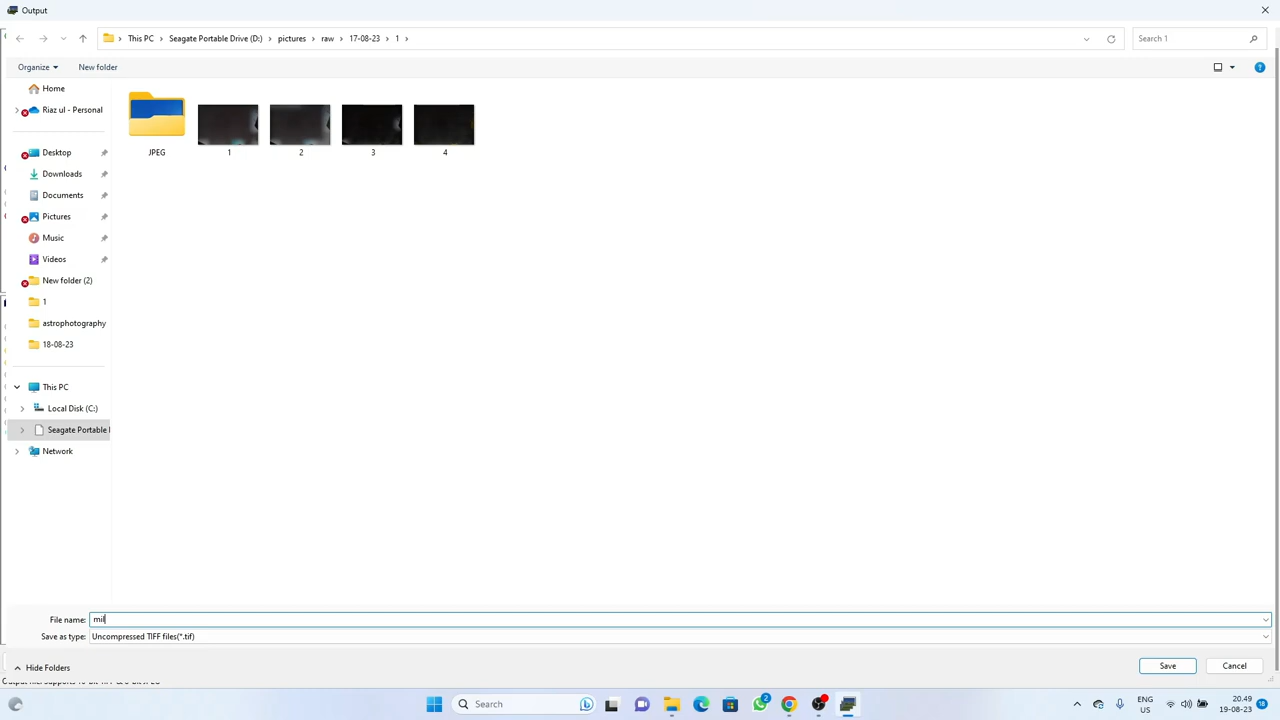 Output
This PC > Seagate Portable Drive (D:) > pictures > raw > 17-08-23 > 1 >
Search 1
Organize
New folder
Home
Riaz ul - Personal
Desktop
Downloads
Documents
Pictures
Music
Videos
New folder (2)
1
astrophotography
18-08-23
This PC
Local Disk (C:)
Seagate Portable
Network
JPEG
1
2
3
4
File name: mil
Save as type: Uncompressed TIFF files(*.tif)
Hide Folders
Save
Cancel
Search
2
ENG
US
20.49
19-08-23
18